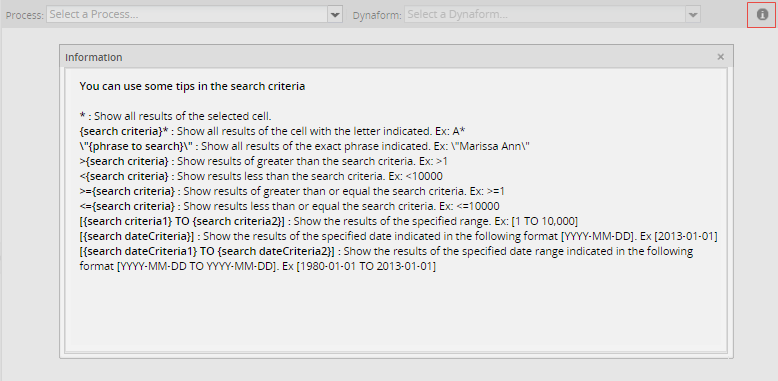 Process: Select a Process... Dynaform: Select a Dynaform...
Information
You can use some tips in the search criteria
* : Show all results of the selected cell.
{search criteria}* : Show all results of the cell with the letter indicated. Ex: A*
\"{phrase to search}\" : Show all results of the exact phrase indicated. Ex: \"Marissa Ann\"
>{search criteria} : Show results of greater than the search criteria. Ex: >1
<{search criteria} : Show results less than the search criteria. Ex: <10000
>={search criteria} : Show results of greater than or equal the search criteria. Ex: >=1
<={search criteria} : Show results less than or equal the search criteria. Ex: <=10000
[{search criteria1} TO {search criteria2}] : Show the results of the specified range. Ex: [1 TO 10,000]
[{search dateCriteria}] : Show the results of the specified date indicated in the following format [YYYY-MM-DD]. Ex [2013-01-01]
[{search dateCriteria1} TO {search dateCriteria2}] : Show the results of the specified date range indicated in the following
format [YYYY-MM-DD TO YYYY-MM-DD]. Ex [1980-01-01 TO 2013-01-01]